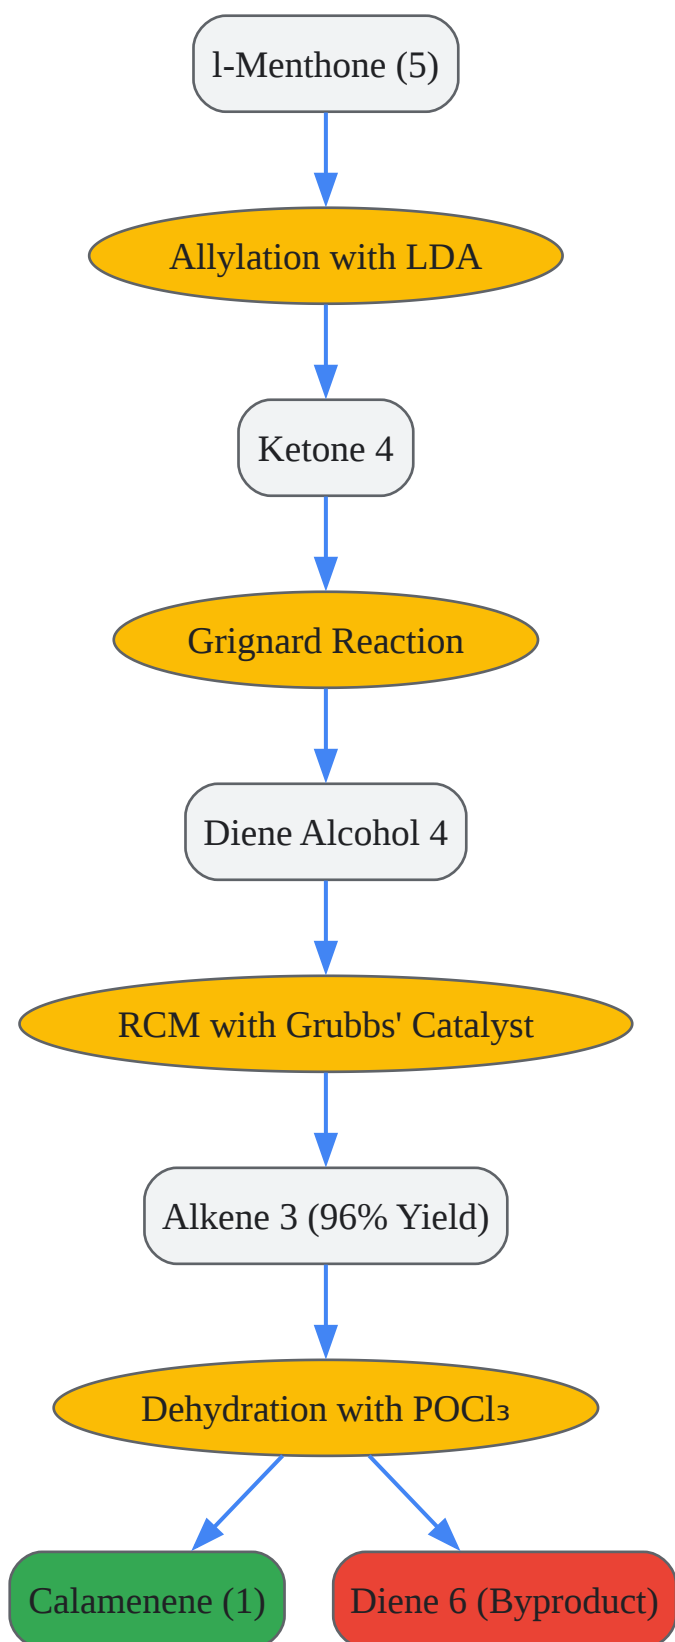 l-Menthone (5)
Allylation with LDA
Ketone 4
Grignard Reaction
Diene Alcohol 4
RCM with Grubbs' Catalyst
Alkene 3 (96% Yield)
Dehydration with POCl₃
Calamenene (1)
Diene 6 (Byproduct)